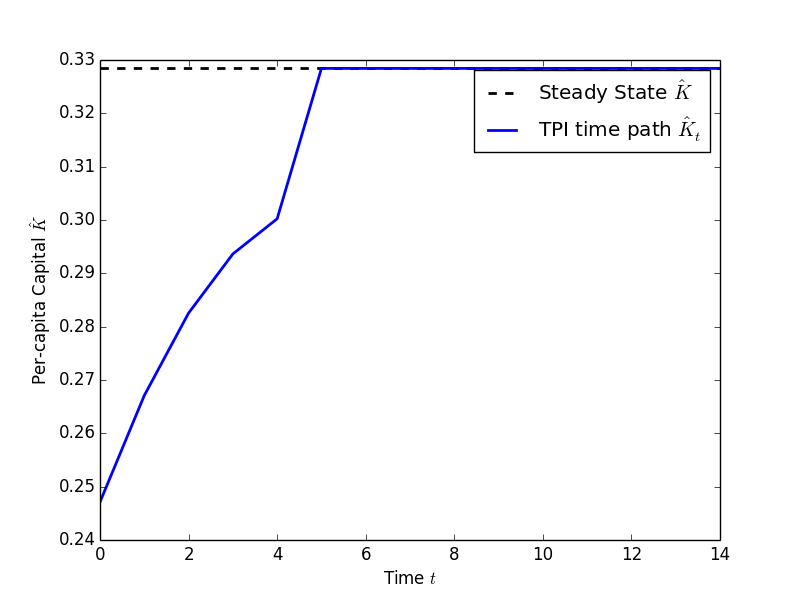 0.33
0.32
0.31
0.30
0.29
0.28
0.27
0.26
0.25
0.24
0 2 4 6 8 10 12 14
Per-capita Capital K̂
Time t
Steady State K̂
TPI time path K̂ₜ